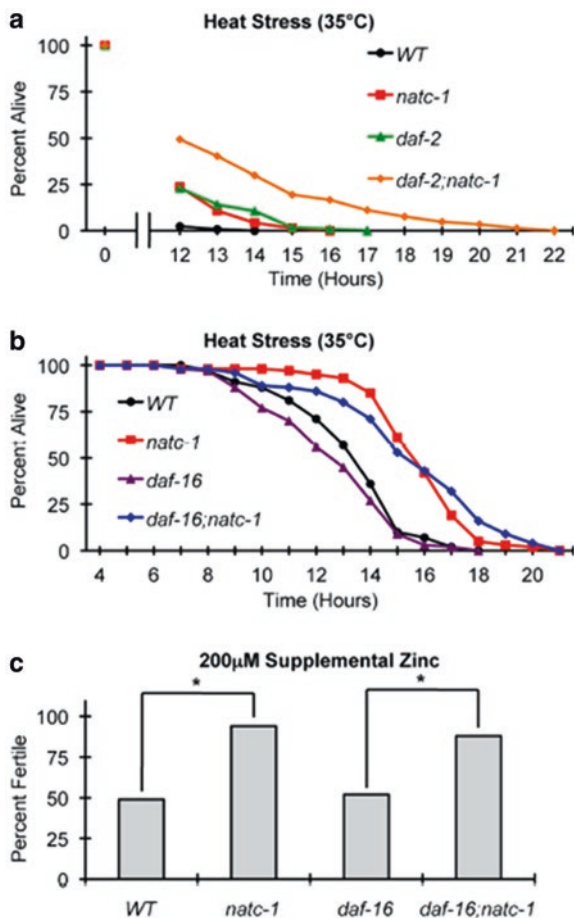 a
Heat Stress (35°C)
Percent Alive
100
75
50
25
0
WT
natc-1
daf-2
daf-2;natc-1
0 12 13 14 15 16 17 18 19 20 21 22
Time (Hours)
b
Heat Stress (35°C)
Percent Alive
100
75
50
25
0
WT
natc-1
daf-16
daf-16;natc-1
4 6 8 10 12 14 16 18 20
Time (Hours)
c
200µM Supplemental Zinc
Percent Fertile
100
75
50
25
0
* *
WT natc-1 daf-16 daf-16;natc-1